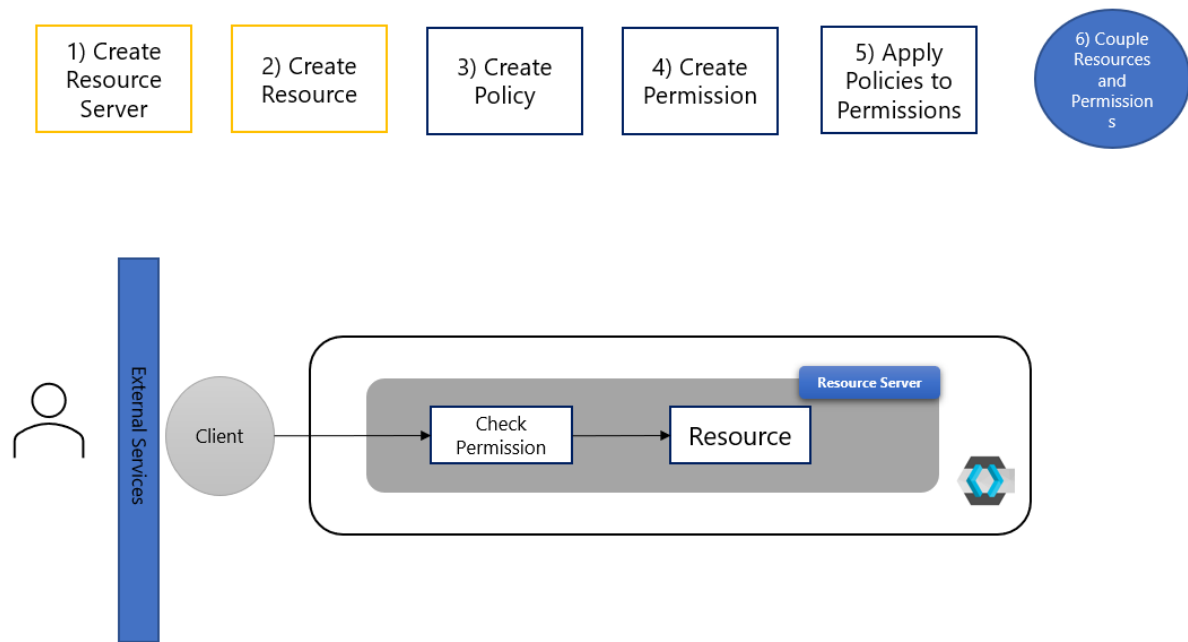 1) Create
Resource
Server
2) Create
Resource
3) Create
Policy
4) Create
Permission
5) Apply
Policies to
Permissions
6) Couple
Resources
and
Permission
s
External Services
Client
Check
Permission
Resource
Resource Server